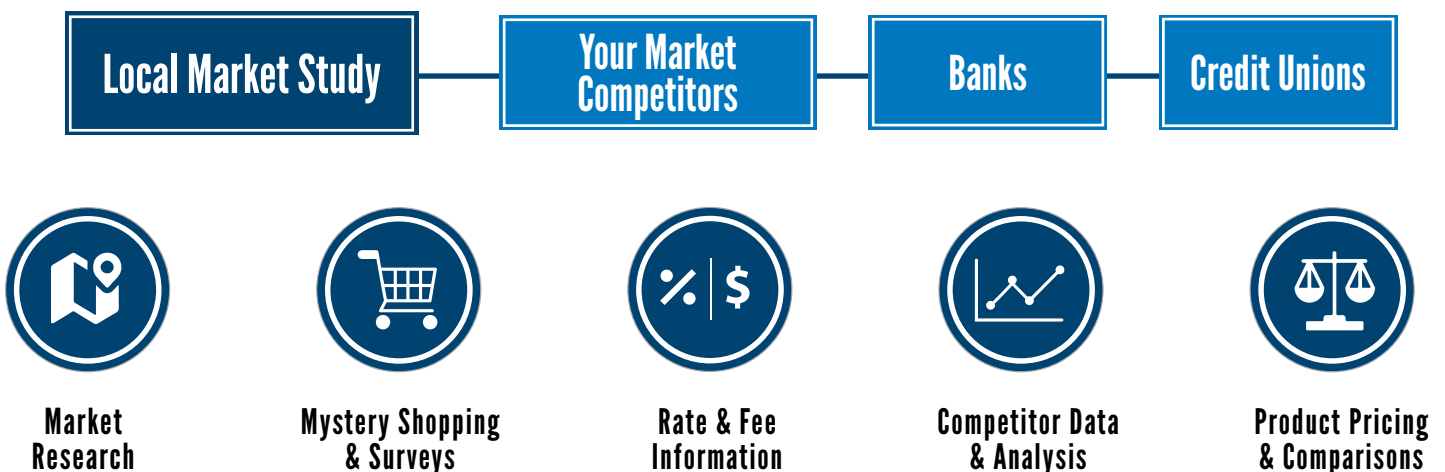 Local Market Study
Your Market
Competitors
Banks
Credit Unions
% $
Market
Research
Mystery Shopping
& Surveys
Rate & Fee
Information
Competitor Data
& Analysis
Product Pricing
& Comparisons